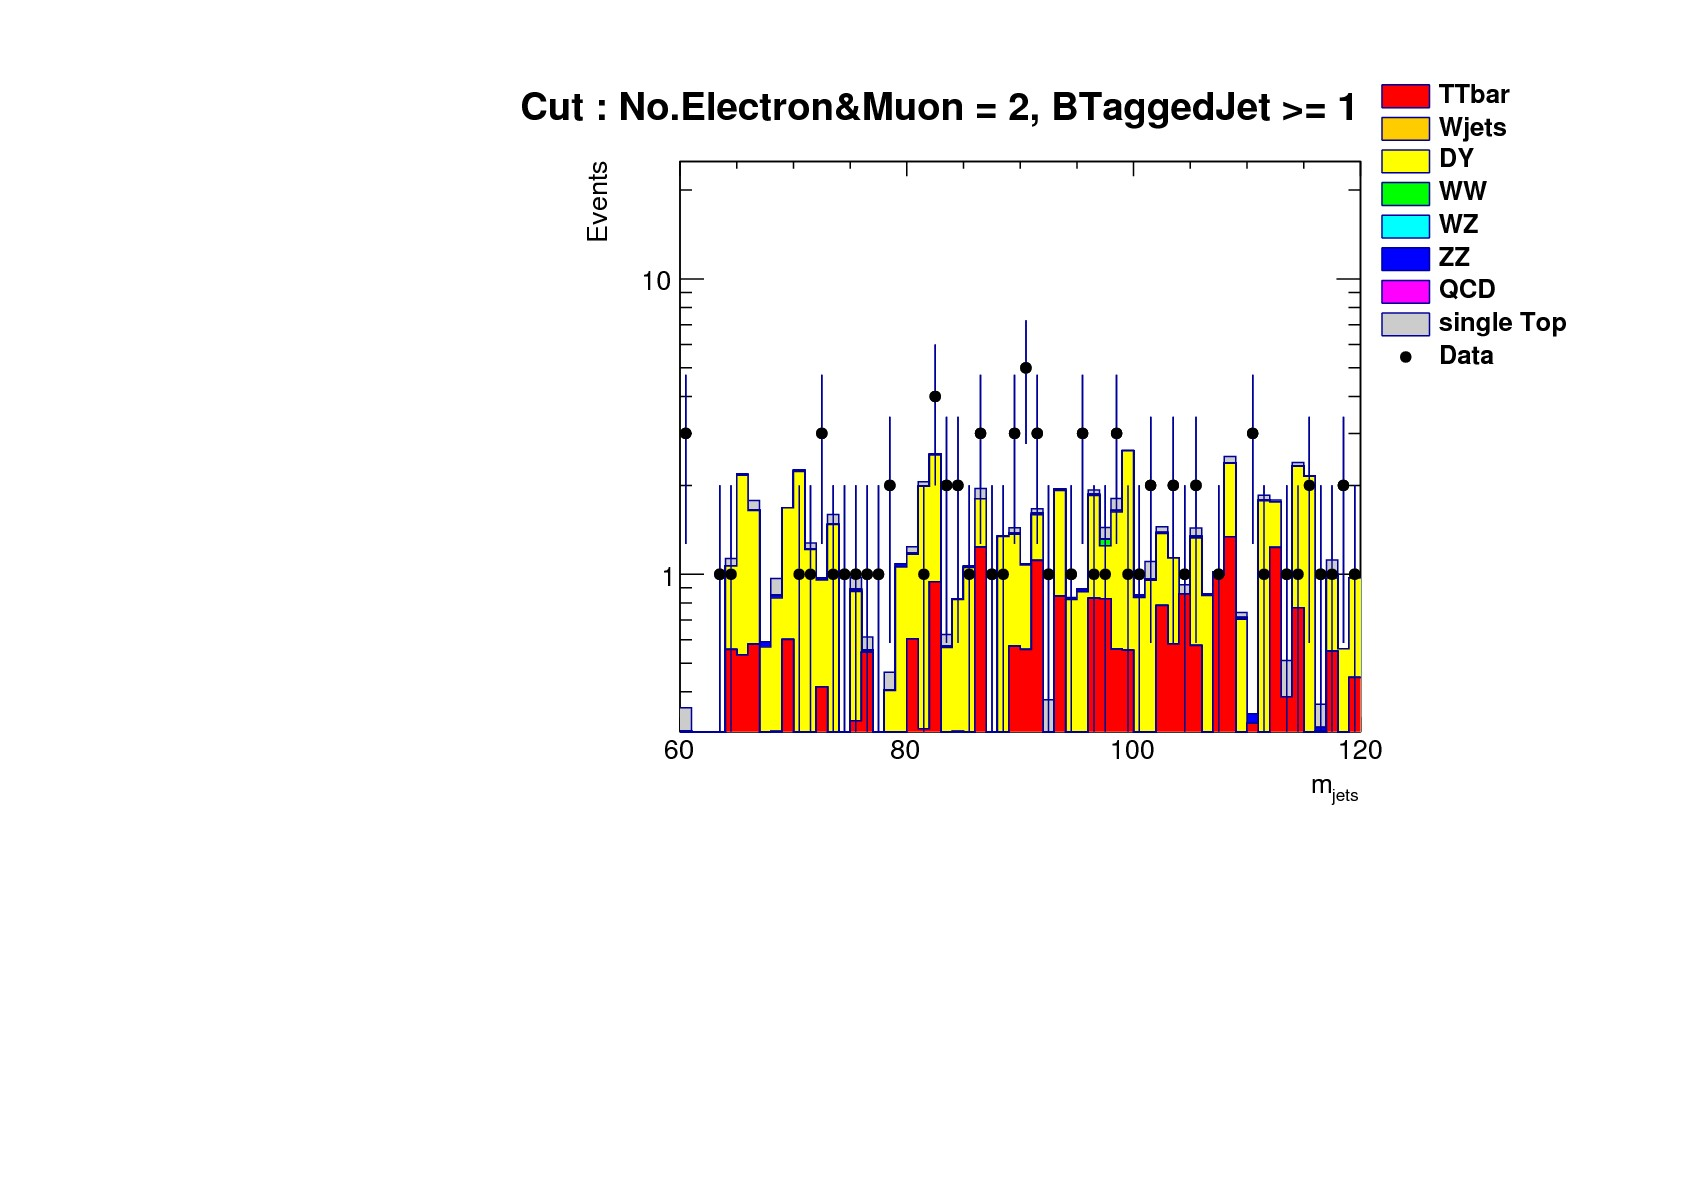 Cut : No.Electron&Muon = 2, BTaggedJet >= 1
TTbar
Wjets
DY
WW
WZ
ZZ
QCD
single Top
Data
Events
10
1
60
80
100
120
m_jets